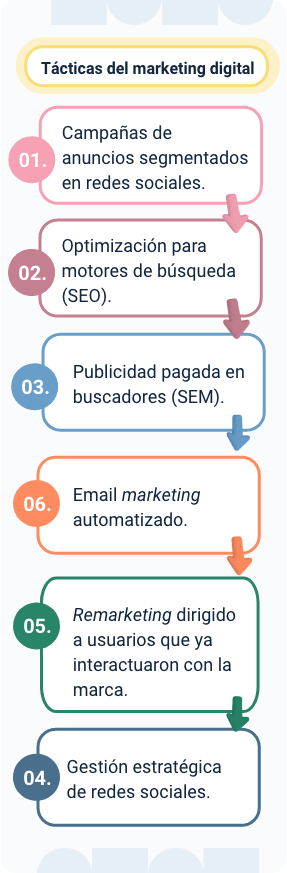 Tácticas del marketing digital
01.
Campañas de
anuncios segmentados
en redes sociales.
02.
Optimización para
motores de búsqueda
(SEO).
03.
Publicidad pagada en
buscadores (SEM).
06.
Email marketing
automatizado.
05.
Remarketing dirigido
a usuarios que ya
interactuaron con la
marca.
04.
Gestión estratégica
de redes sociales.